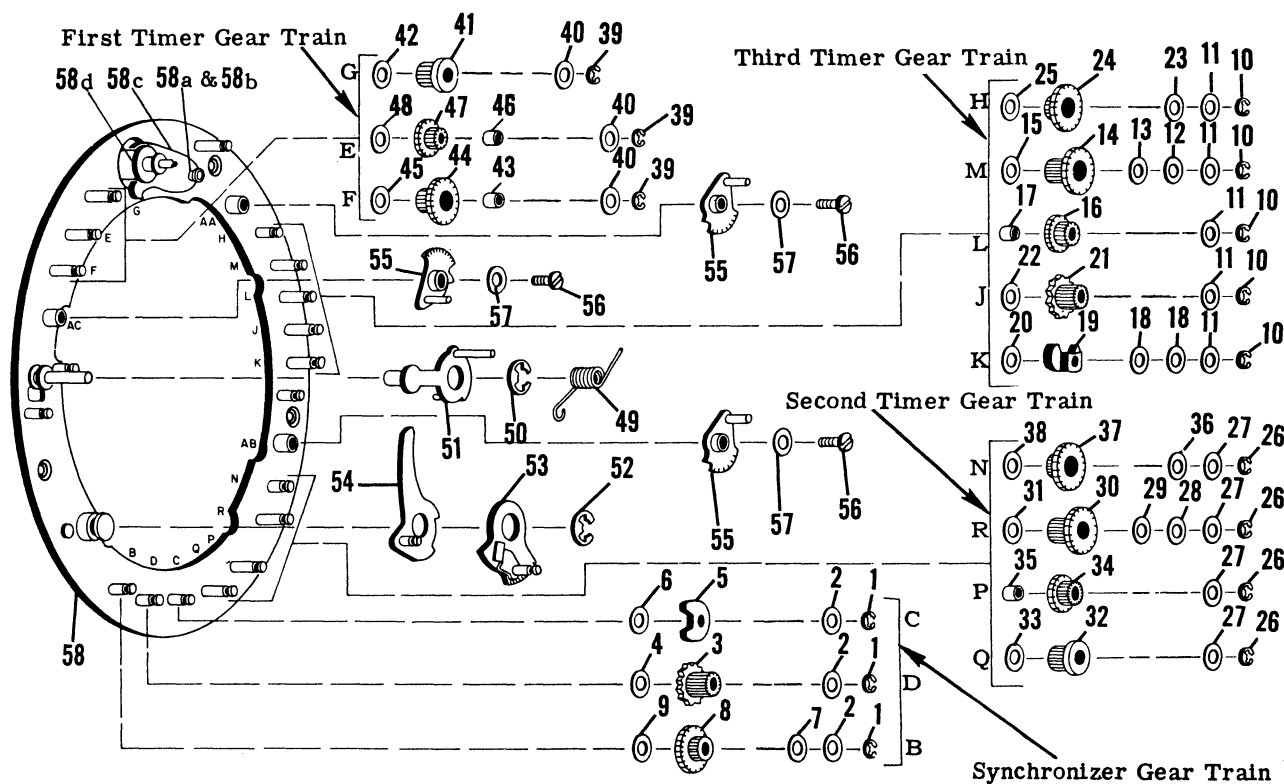 First Timer Gear Train
58d 58c 58a & 58b
42 41 40 39
G
48 47 46 40 39
E
45 44 43 40 39
F
Third Timer Gear Train
25 24 23 11 10
H
15 14 13 12 11 10
M
17 16 11 10
L
22 21 11 10
J
20 19 18 18 11 10
K
55 57 56
55 57 56
51 50 49
54 53 52
55 57 56
Second Timer Gear Train
38 37 36 27 26
N
31 30 29 28 27 26
R
35 34 27 26
P
33 32 27 26
Q
6 5 2 1
C
4 3 2 1
D
9 8 7 2 1
B
Synchronizer Gear Train
58
G
AA
H
M
L
J
K
AB
N
R
P
Q
C
D
B
AC
F
E